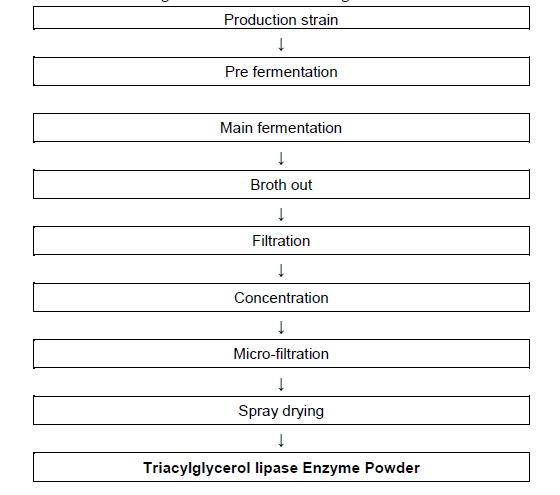 Production strain
↓
Pre fermentation
Main fermentation
↓
Broth out
↓
Filtration
↓
Concentration
↓
Micro-filtration
↓
Spray drying
↓
Triacylglycerol lipase Enzyme Powder